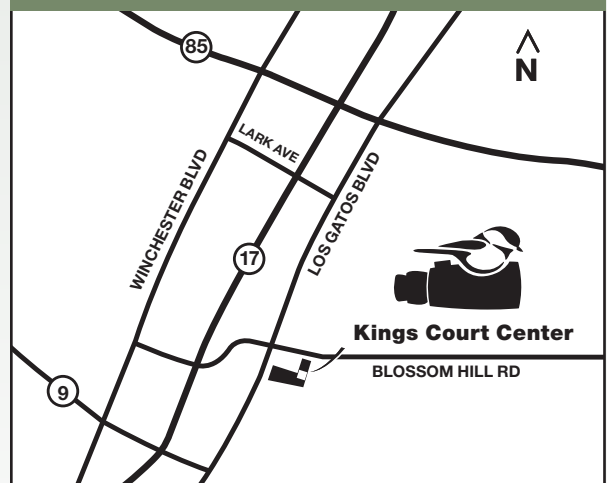 85
N
LARK AVE
WINCHESTER BLVD
LOS GATOS BLVD
17
Kings Court Center
BLOSSOM HILL RD
9